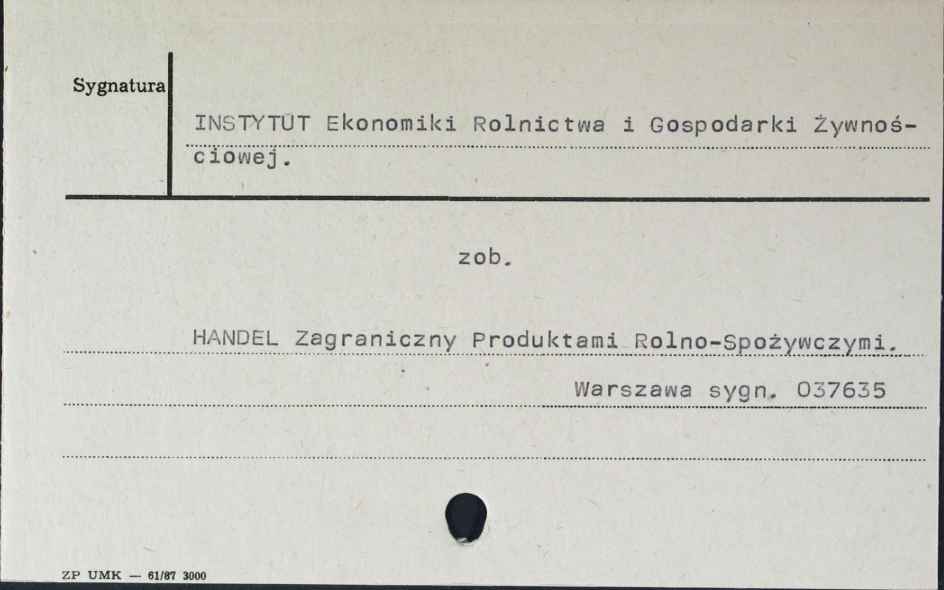 Sygnatura
INSTYTUT Ekonomiki Rolnictwa i Gospodarki Żywnoś-
ciowej.
zob.
HANDEL Zagraniczny Produktami Rolno-Spożywczymi.
Warszawa sygn. 037635
ZP UMK — 61/87 3000